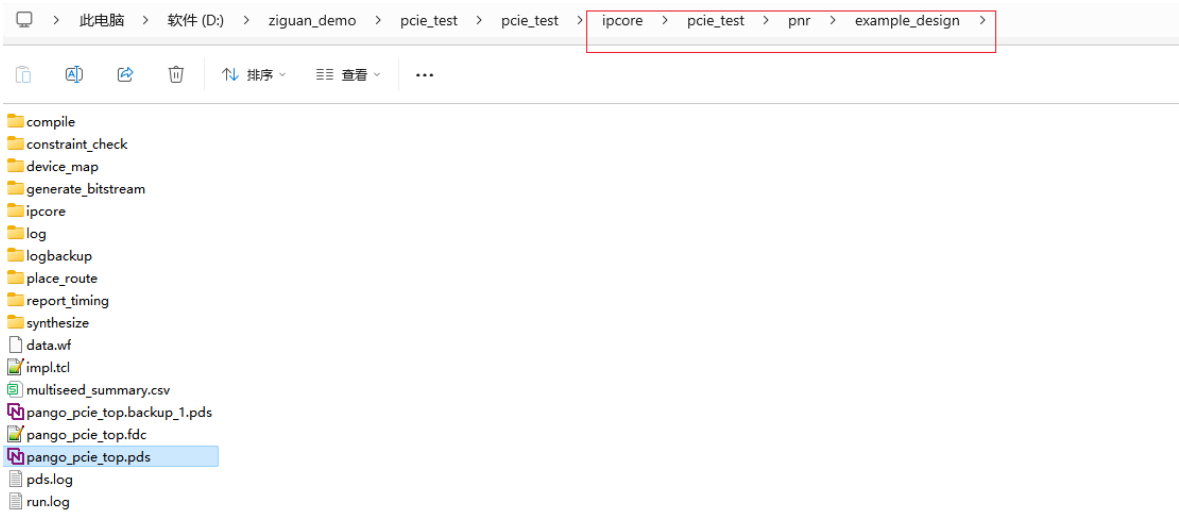 此电脑 > 软件 (D:) > ziguan_demo > pcie_test > pcie_test > ipcore > pcie_test > pnr > example_design >
排序 查看 ...
compile
constraint_check
device_map
generate_bitstream
ipcore
log
logbackup
place_route
report_timing
synthesize
data.wf
impl.tcl
multiseed_summary.csv
pango_pcie_top.backup_1.pds
pango_pcie_top.fdc
pango_pcie_top.pds
pds.log
run.log